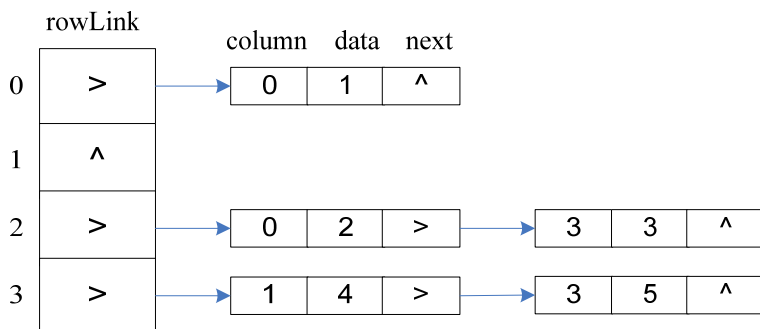 rowLink
column data next
0 > 0 1 ^
1 ^
2 > 0 2 > 3 3 ^
3 > 1 4 > 3 5 ^